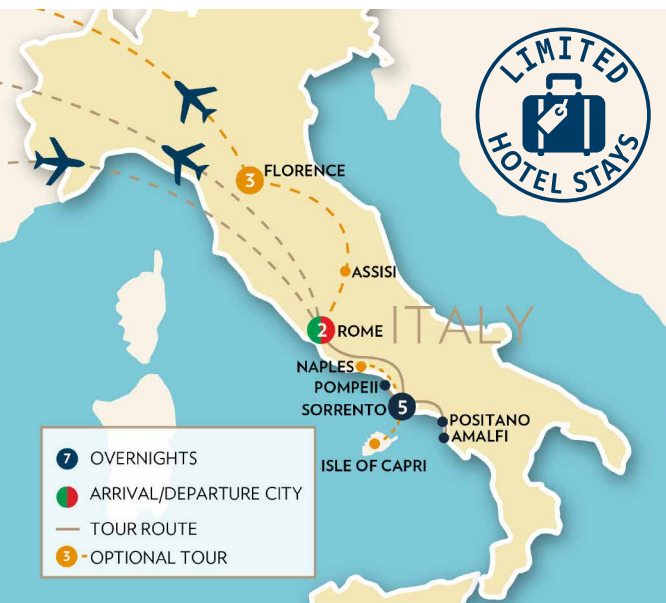 LIMITED
HOTEL STAYS
3
FLORENCE
ASSISI
ITALY
2
ROME
NAPLES
POMPEII
SORRENTO
5
POSITANO
AMALFI
ISLE OF CAPRI
7 OVERNIGHTS
ARRIVAL/DEPARTURE CITY
TOUR ROUTE
3 OPTIONAL TOUR